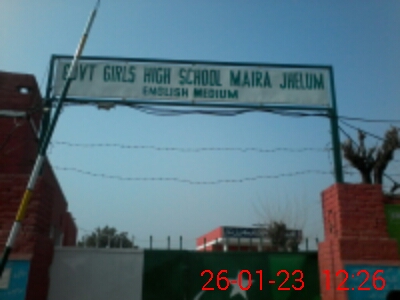 GOVT GIRLS HIGH SCHOOL MAIRA JHELUM
ENGLISH MEDIUM
26-01-23 12:26